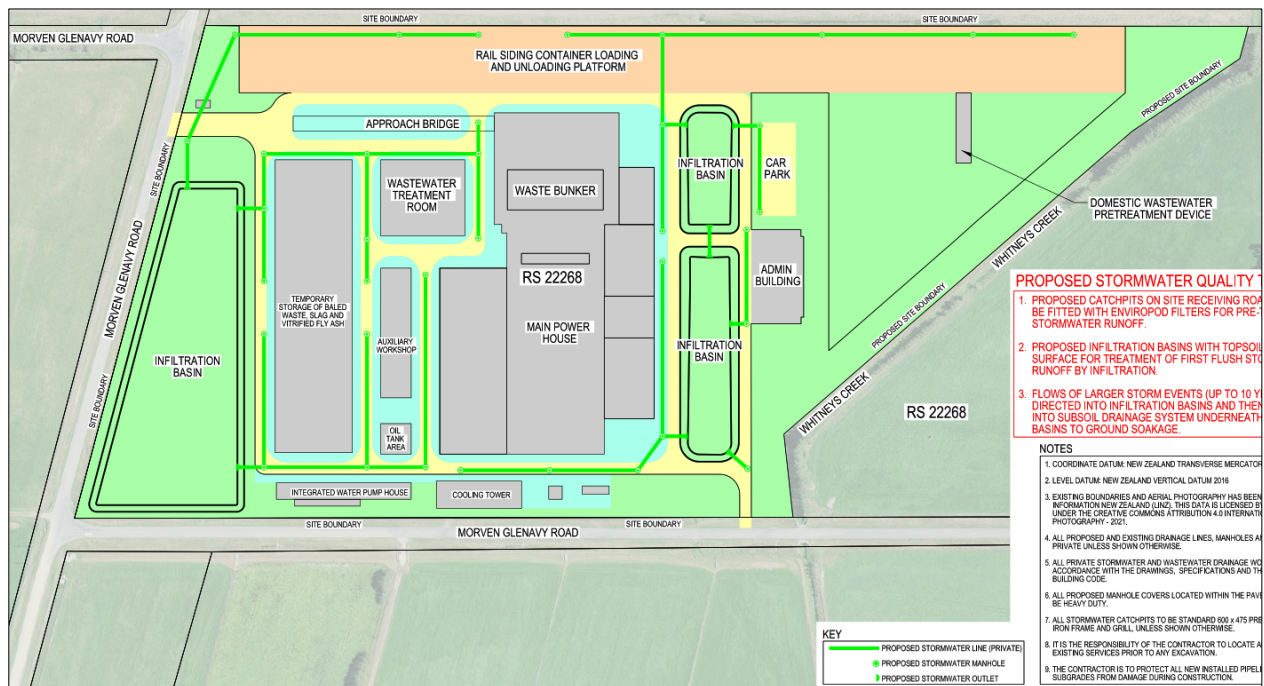 SITE BOUNDARY
SITE BOUNDARY
MORVEN GLENAVY ROAD
RAIL SIDING CONTAINER LOADING
AND UNLOADING PLATFORM
PROPOSED SITE BOUNDARY
APPROACH BRIDGE
SITE BOUNDARY
WASTEWATER
TREATMENT
ROOM
WASTE BUNKER
INFILTRATION
BASIN
CAR
PARK
DOMESTIC WASTEWATER
PRETREATMENT DEVICE
MORVEN GLENAVY ROAD
WHITNEYS CREEK
RS 22268
ADMIN
BUILDING
TEMPORARY
STORAGE OF BALED
WASTE, SLAG AND
VITRIFIED FLY ASH
MAIN POWER
HOUSE
AUXILIARY
WORKSHOP
INFILTRATION
BASIN
INFILTRATION
BASIN
PROPOSED SITE BOUNDARY
SITE BOUNDARY
WHITNEYS CREEK
RS 22268
OIL
TANK
AREA
INTEGRATED WATER PUMP HOUSE
COOLING TOWER
SITE BOUNDARY
SITE BOUNDARY
MORVEN GLENAVY ROAD
PROPOSED STORMWATER QUALITY
1. PROPOSED CATCHPITS ON SITE RECEIVING
BE FITTED WITH ENVIROPOD FILTERS FOR PRE-
STORMWATER RUNOFF.
2. PROPOSED INFILTRATION BASINS WITH
SURFACE FOR TREATMENT OF FIRST FLUSH
RUNOFF BY INFILTRATION.
3. FLOWS OF LARGER STORM EVENTS (UP TO 10
DIRECTED INTO INFILTRATION BASINS AND
INTO SUBSOIL DRAINAGE SYSTEM UNDERNEATH
BASINS TO GROUND SOAKAGE.
NOTES
1. COORDINATE DATUM: NEW ZEALAND TRANSVERSE MERCATOR
2. LEVEL DATUM: NEW ZEALAND VERTICAL DATUM 2016
3. EXISTING BOUNDARIES AND AERIAL PHOTOGRAPHY HAS BEEN
INFORMATION NEW ZEALAND (LINZ). THIS DATA IS LICENSED
UNDER THE CREATIVE COMMONS ATTRIBUTION 4.0
PHOTOGRAPHY - 2021.
4. ALL PROPOSED AND EXISTING DRAINAGE LINES, MANHOLES
PRIVATE UNLESS SHOWN OTHERWISE.
5. ALL PRIVATE STORMWATER AND WASTEWATER DRAINAGE
ACCORDANCE WITH THE DRAWINGS, SPECIFICATIONS AND
BUILDING CODE.
6. ALL PROPOSED MANHOLE COVERS LOCATED WITHIN THE
BE HEAVY DUTY.
7. ALL STORMWATER CATCHPITS TO BE STANDARD 600 x 475
IRON FRAME AND GRILL, UNLESS SHOWN OTHERWISE.
8. IT IS THE RESPONSIBILITY OF THE CONTRACTOR TO LOCATE
EXISTING SERVICES PRIOR TO ANY EXCAVATION.
9. THE CONTRACTOR IS TO PROTECT ALL NEW INSTALLED
SUBGRADES FROM DAMAGE DURING CONSTRUCTION.
KEY
PROPOSED STORMWATER LINE (PRIVATE)
PROPOSED STORMWATER MANHOLE
PROPOSED STORMWATER OUTLET